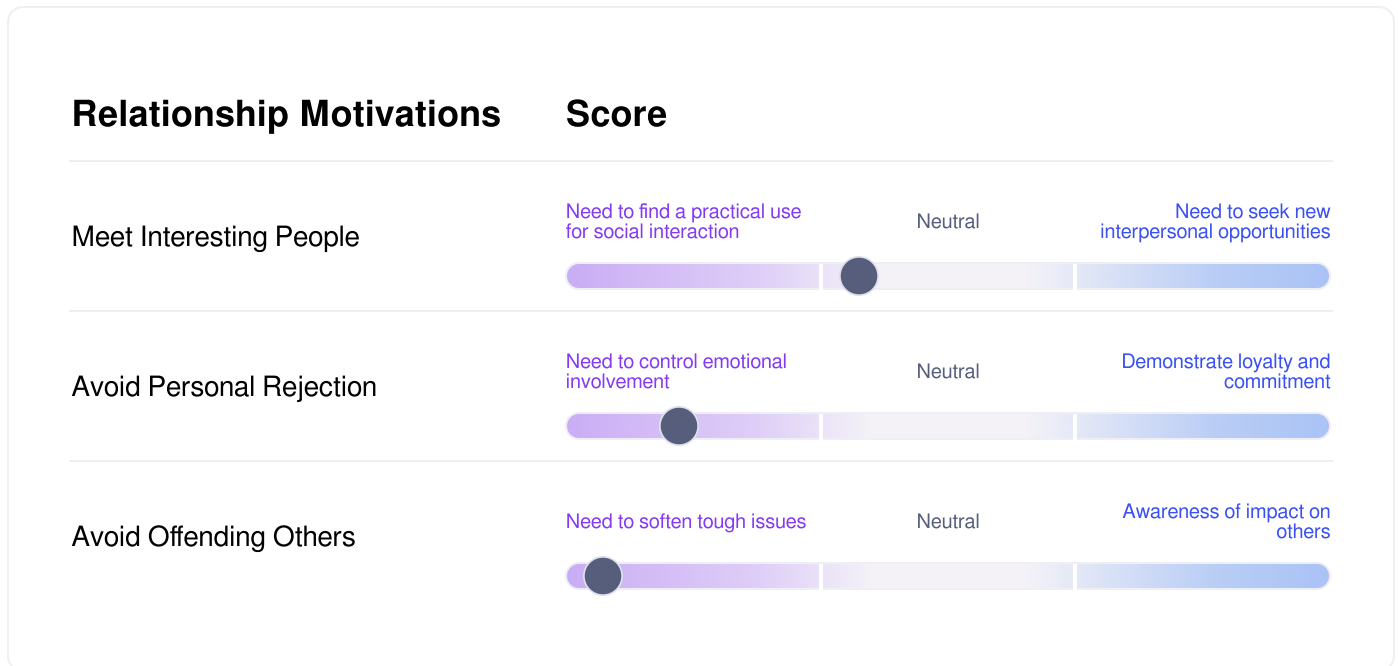 Relationship Motivations
Score
Meet Interesting People
Need to find a practical use
for social interaction
Neutral
Need to seek new
interpersonal opportunities
Avoid Personal Rejection
Need to control emotional
involvement
Neutral
Demonstrate loyalty and
commitment
Avoid Offending Others
Need to soften tough issues
Neutral
Awareness of impact on
others